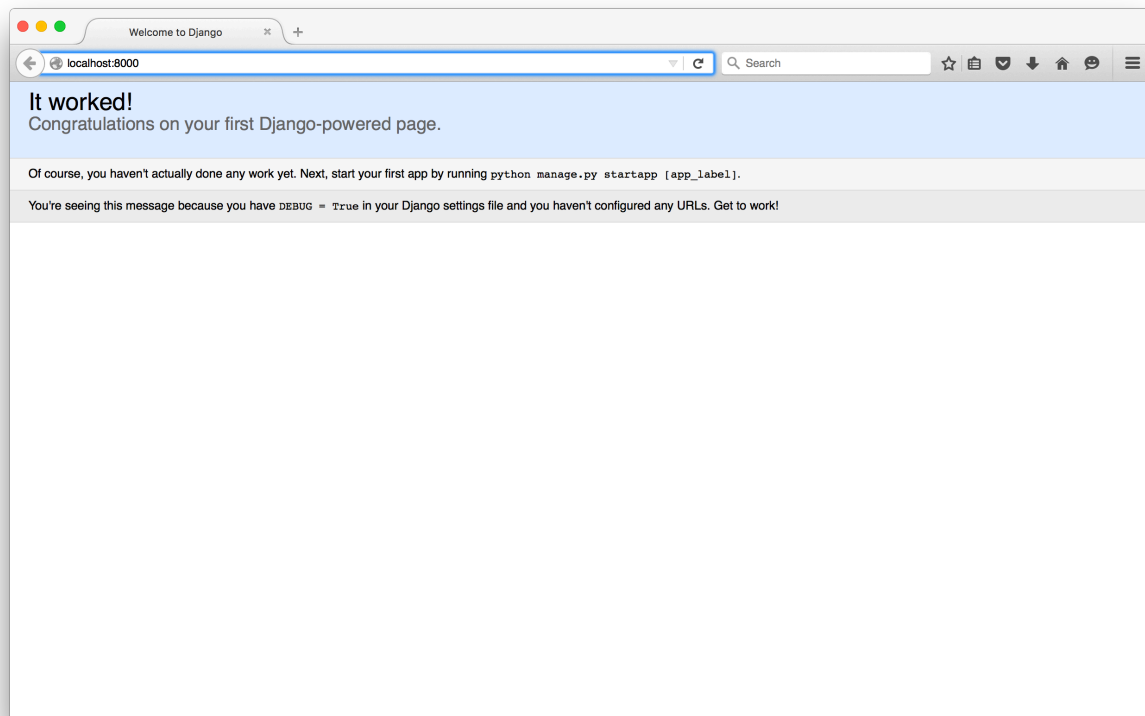 Welcome to Django
localhost:8000
Search
It worked!
Congratulations on your first Django-powered page.
Of course, you haven't actually done any work yet. Next, start your first app by running python manage.py startapp [app_label].
You're seeing this message because you have DEBUG = True in your Django settings file and you haven't configured any URLs. Get to work!